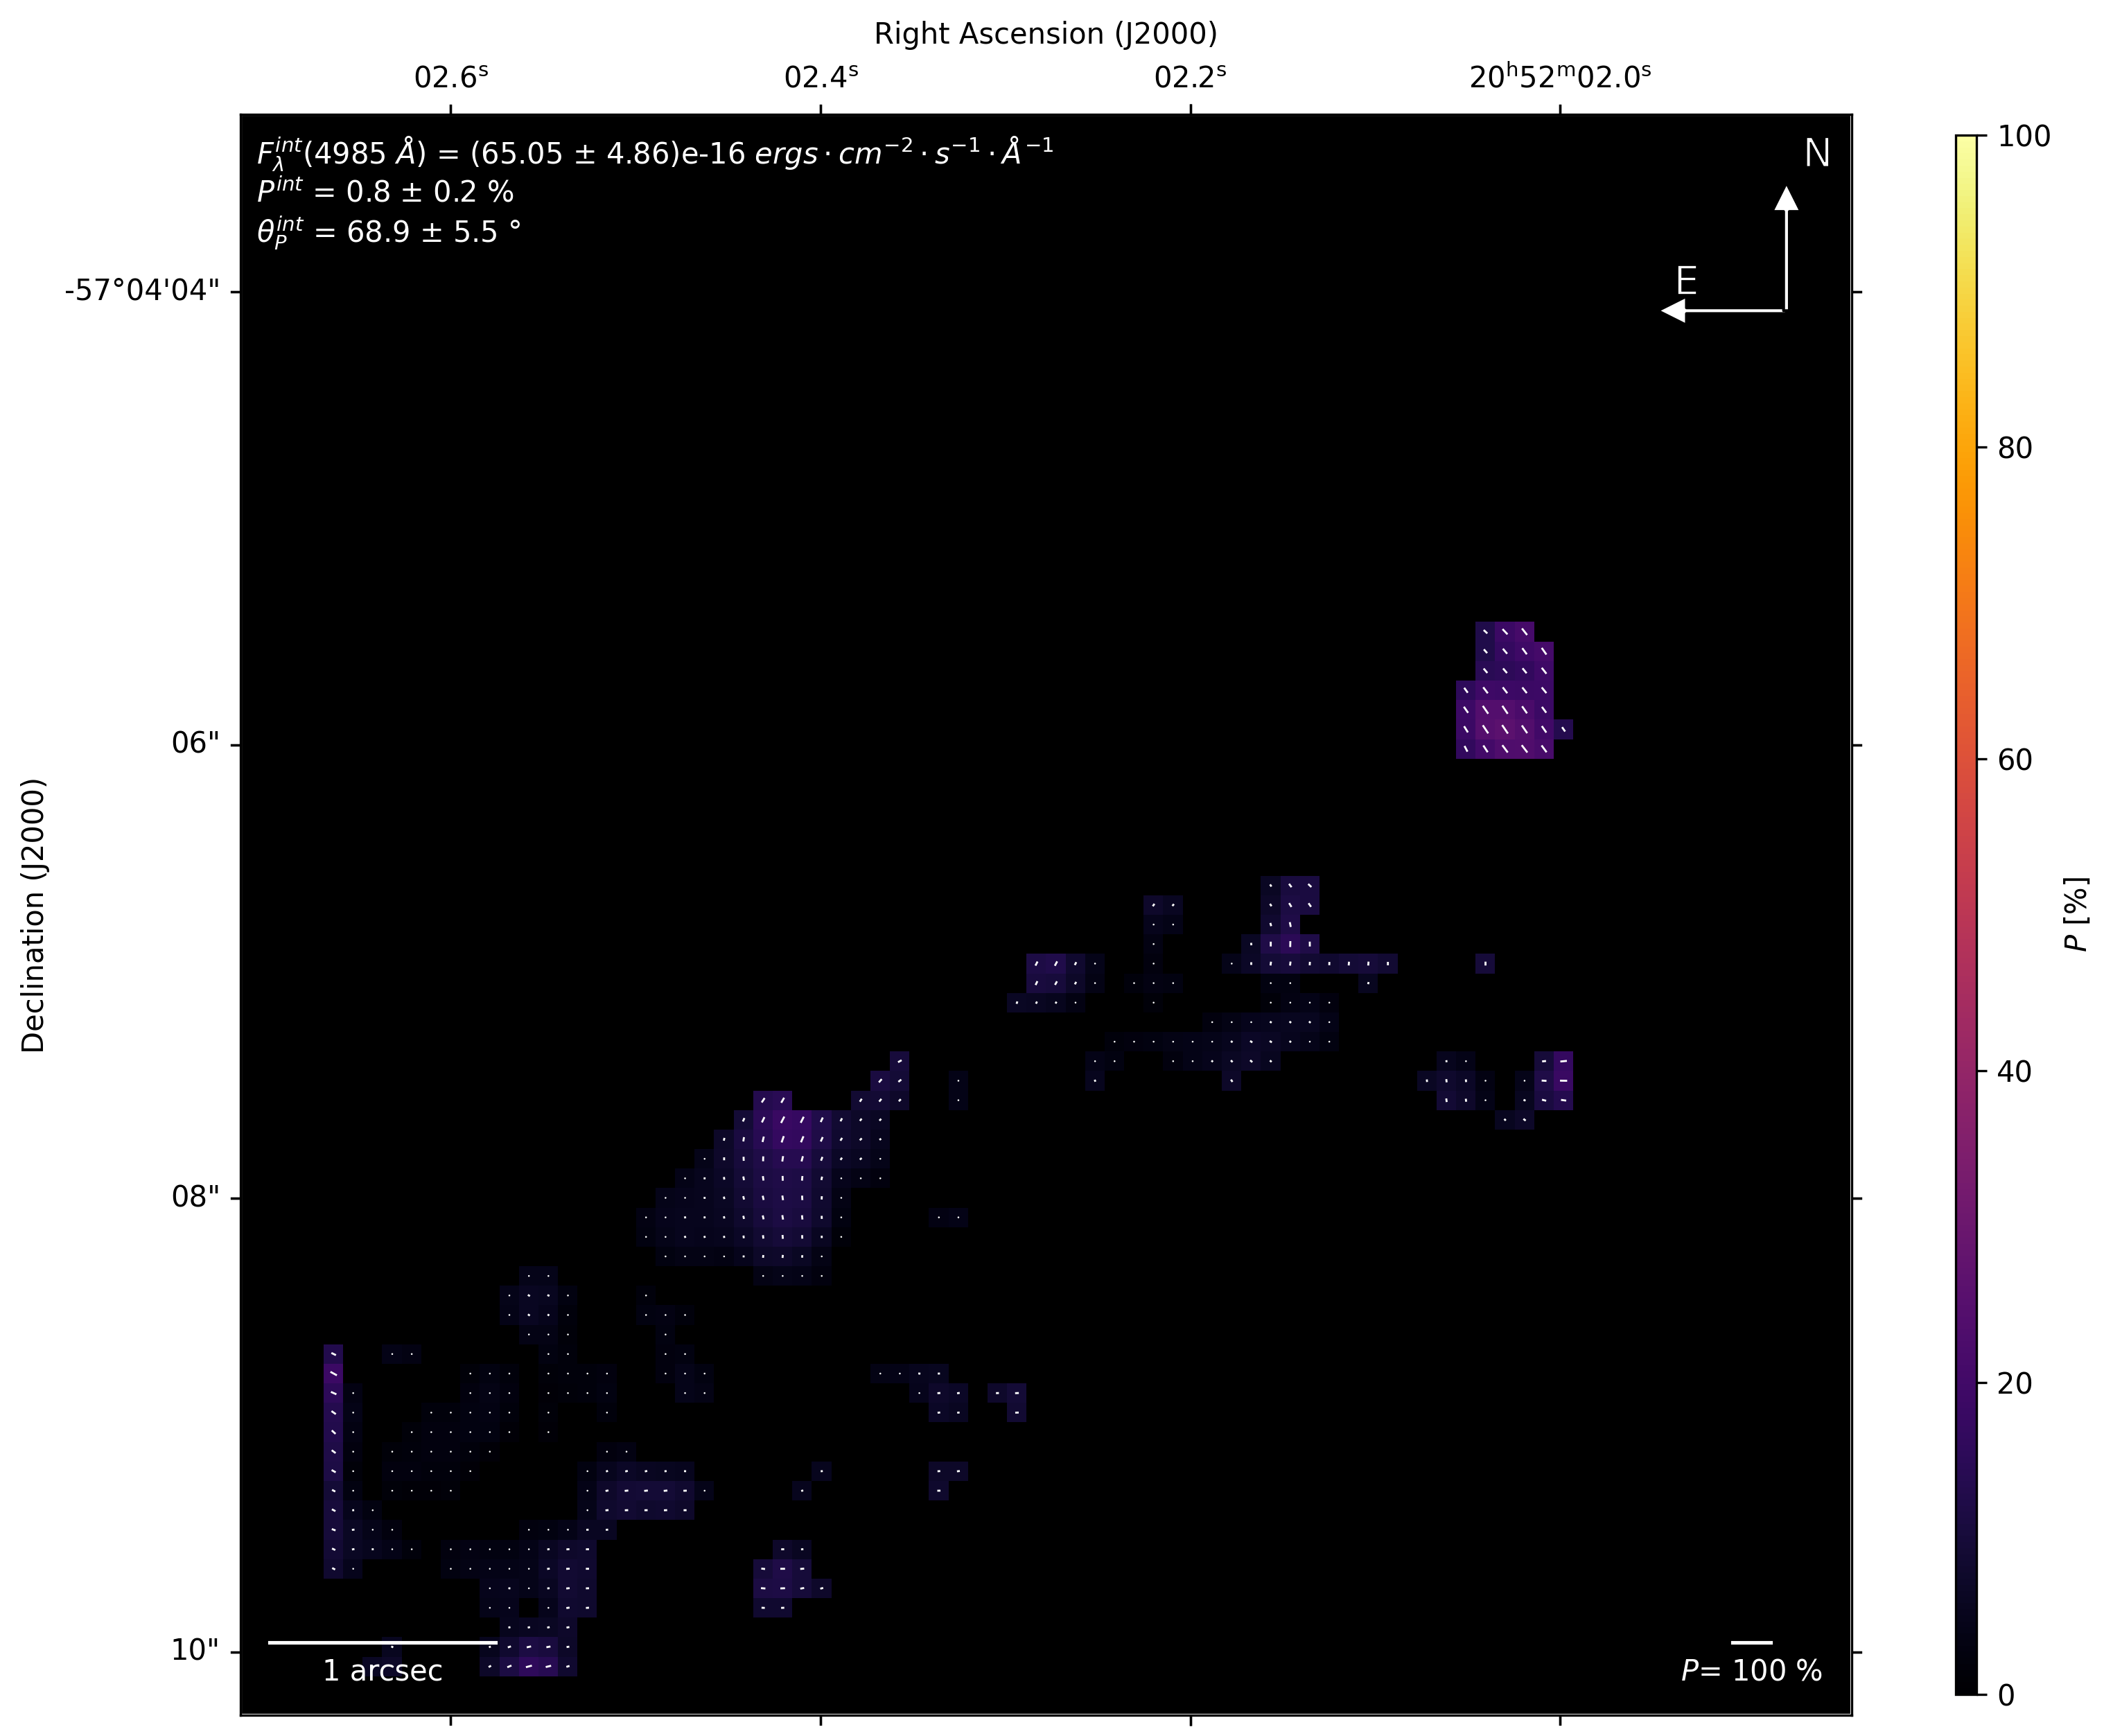 Right Ascension (J2000)
02.6ˢ 02.4ˢ 02.2ˢ 20ʰ52ᵐ02.0ˢ
F_λ^int(4985 Å) = (65.05 ± 4.86)e-16 ergs · cm⁻² · s⁻¹ · Å⁻¹
P^int = 0.8 ± 0.2 %
θ_P^int = 68.9 ± 5.5 °
N
E
-57°04'04"
06"
08"
10"
Declination (J2000)
1 arcsec
P= 100 %
100
80
60
40
20
0
P [%]